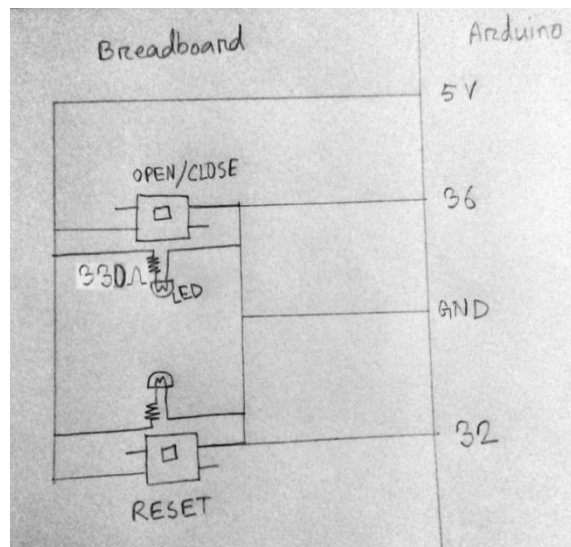 Breadboard
Arduino
5V
OPEN/CLOSE
36
330Ω
LED
GND
32
RESET